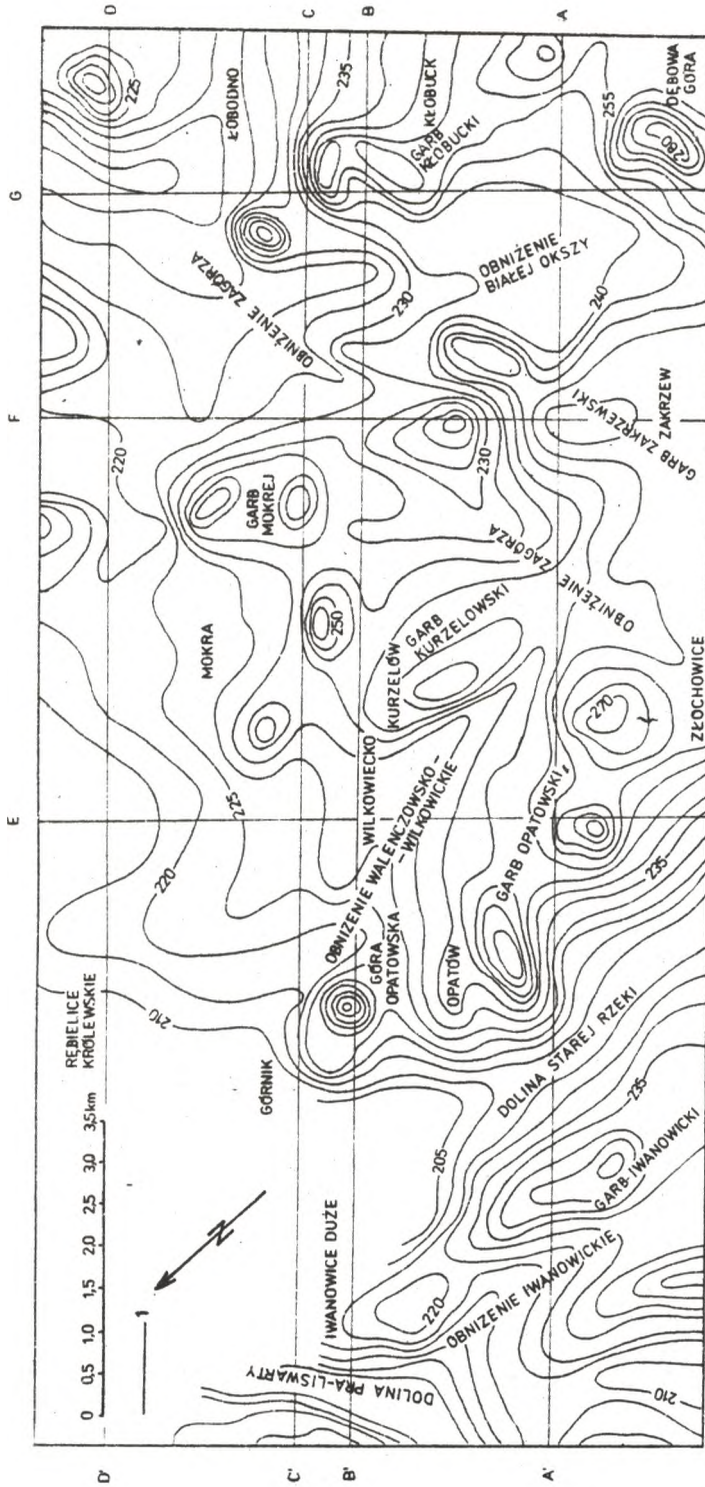 D' C' B' A'
0 0,5 1,0 1,5 2,0 2,5 3,0 3,5 km
1
N
RĘBIELICE
KRÓLEWSKIE
210
GÓRNIK
IWANOWICE DUŻE
DOLINA PRA-LISWARTY
220
OBNIŻENIE IWANOWICKIE
210
205
GARB IWANOWICKI
235
DOLINA STAREJ RZEKI
235
E
220
225
GÓRA
OPATOWSKA
OPATÓW
GARB OPATOWSKI
OBNIŻENIE WALENCZOWSKO-
-WILKOWICKIE
WILKOWIECKO
KURZELÓW
GARB
KURZELOWSKI
MOKRA
250
270
ZŁOCHOWICE
GARB
MOKREJ
220
230
OBNIŻENIE
ZAGÓRZA
F
GARB ZAKRZEWSKI
ZAKRZEW
OBNIŻENIE ZAGÓRZA
230
OBNIŻENIE
BIAŁEJ OKSZY
240
G
ŁOBODNO
225
235
KŁOBUCK
GARB
KŁOBUCKI
255
280
DĘBOWA
GÓRA
D C B A